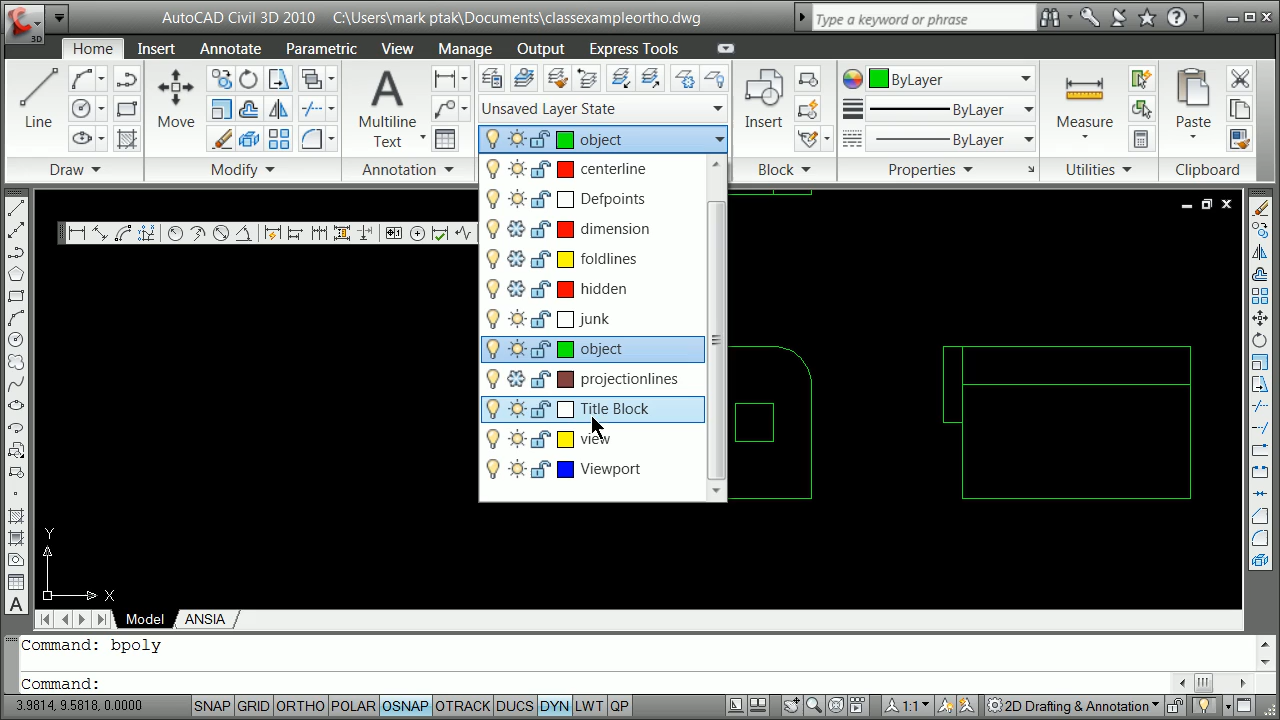 AutoCAD Civil 3D 2010 C:\Users\mark ptak\Documents\classexampleortho.dwg
Type a keyword or phrase
3D
Home Insert Annotate Parametric View Manage Output Express Tools
Line
Move
Multiline
Text
Unsaved Layer State
object
Insert
ByLayer
ByLayer
ByLayer
Measure
Paste
Draw
Modify
Annotation
Block
Properties
Utilities
Clipboard
centerline
Defpoints
dimension
foldlines
hidden
junk
object
projectionlines
Title Block
view
Viewport
Y
X
A
Model ANSIA
Command: bpoly
Command:
3.9814, 9.5818, 0.0000 SNAP GRID ORTHO POLAR OSNAP OTRACK DUCS DYN LWT QP 1:1 2D Drafting & Annotation